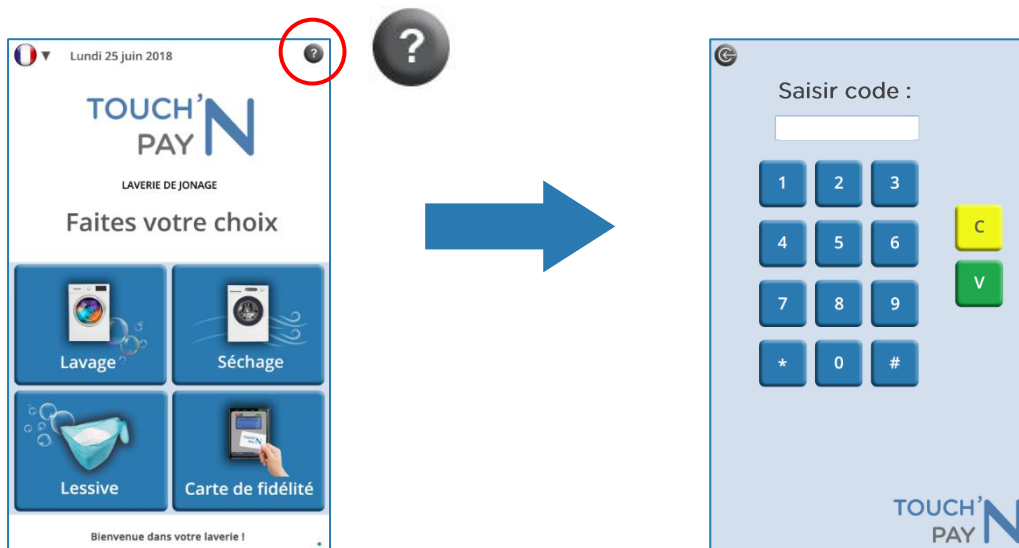 Lundi 25 juin 2018
?
?
TOUCH'N
PAY
LAVERIE DE JONAGE
Faites votre choix
Lavage
Séchage
Lessive
Carte de fidélité
Bienvenue dans votre laverie !
Saisir code :
1 2 3
4 5 6
C
7 8 9
V
* 0 #
TOUCH'N
PAY